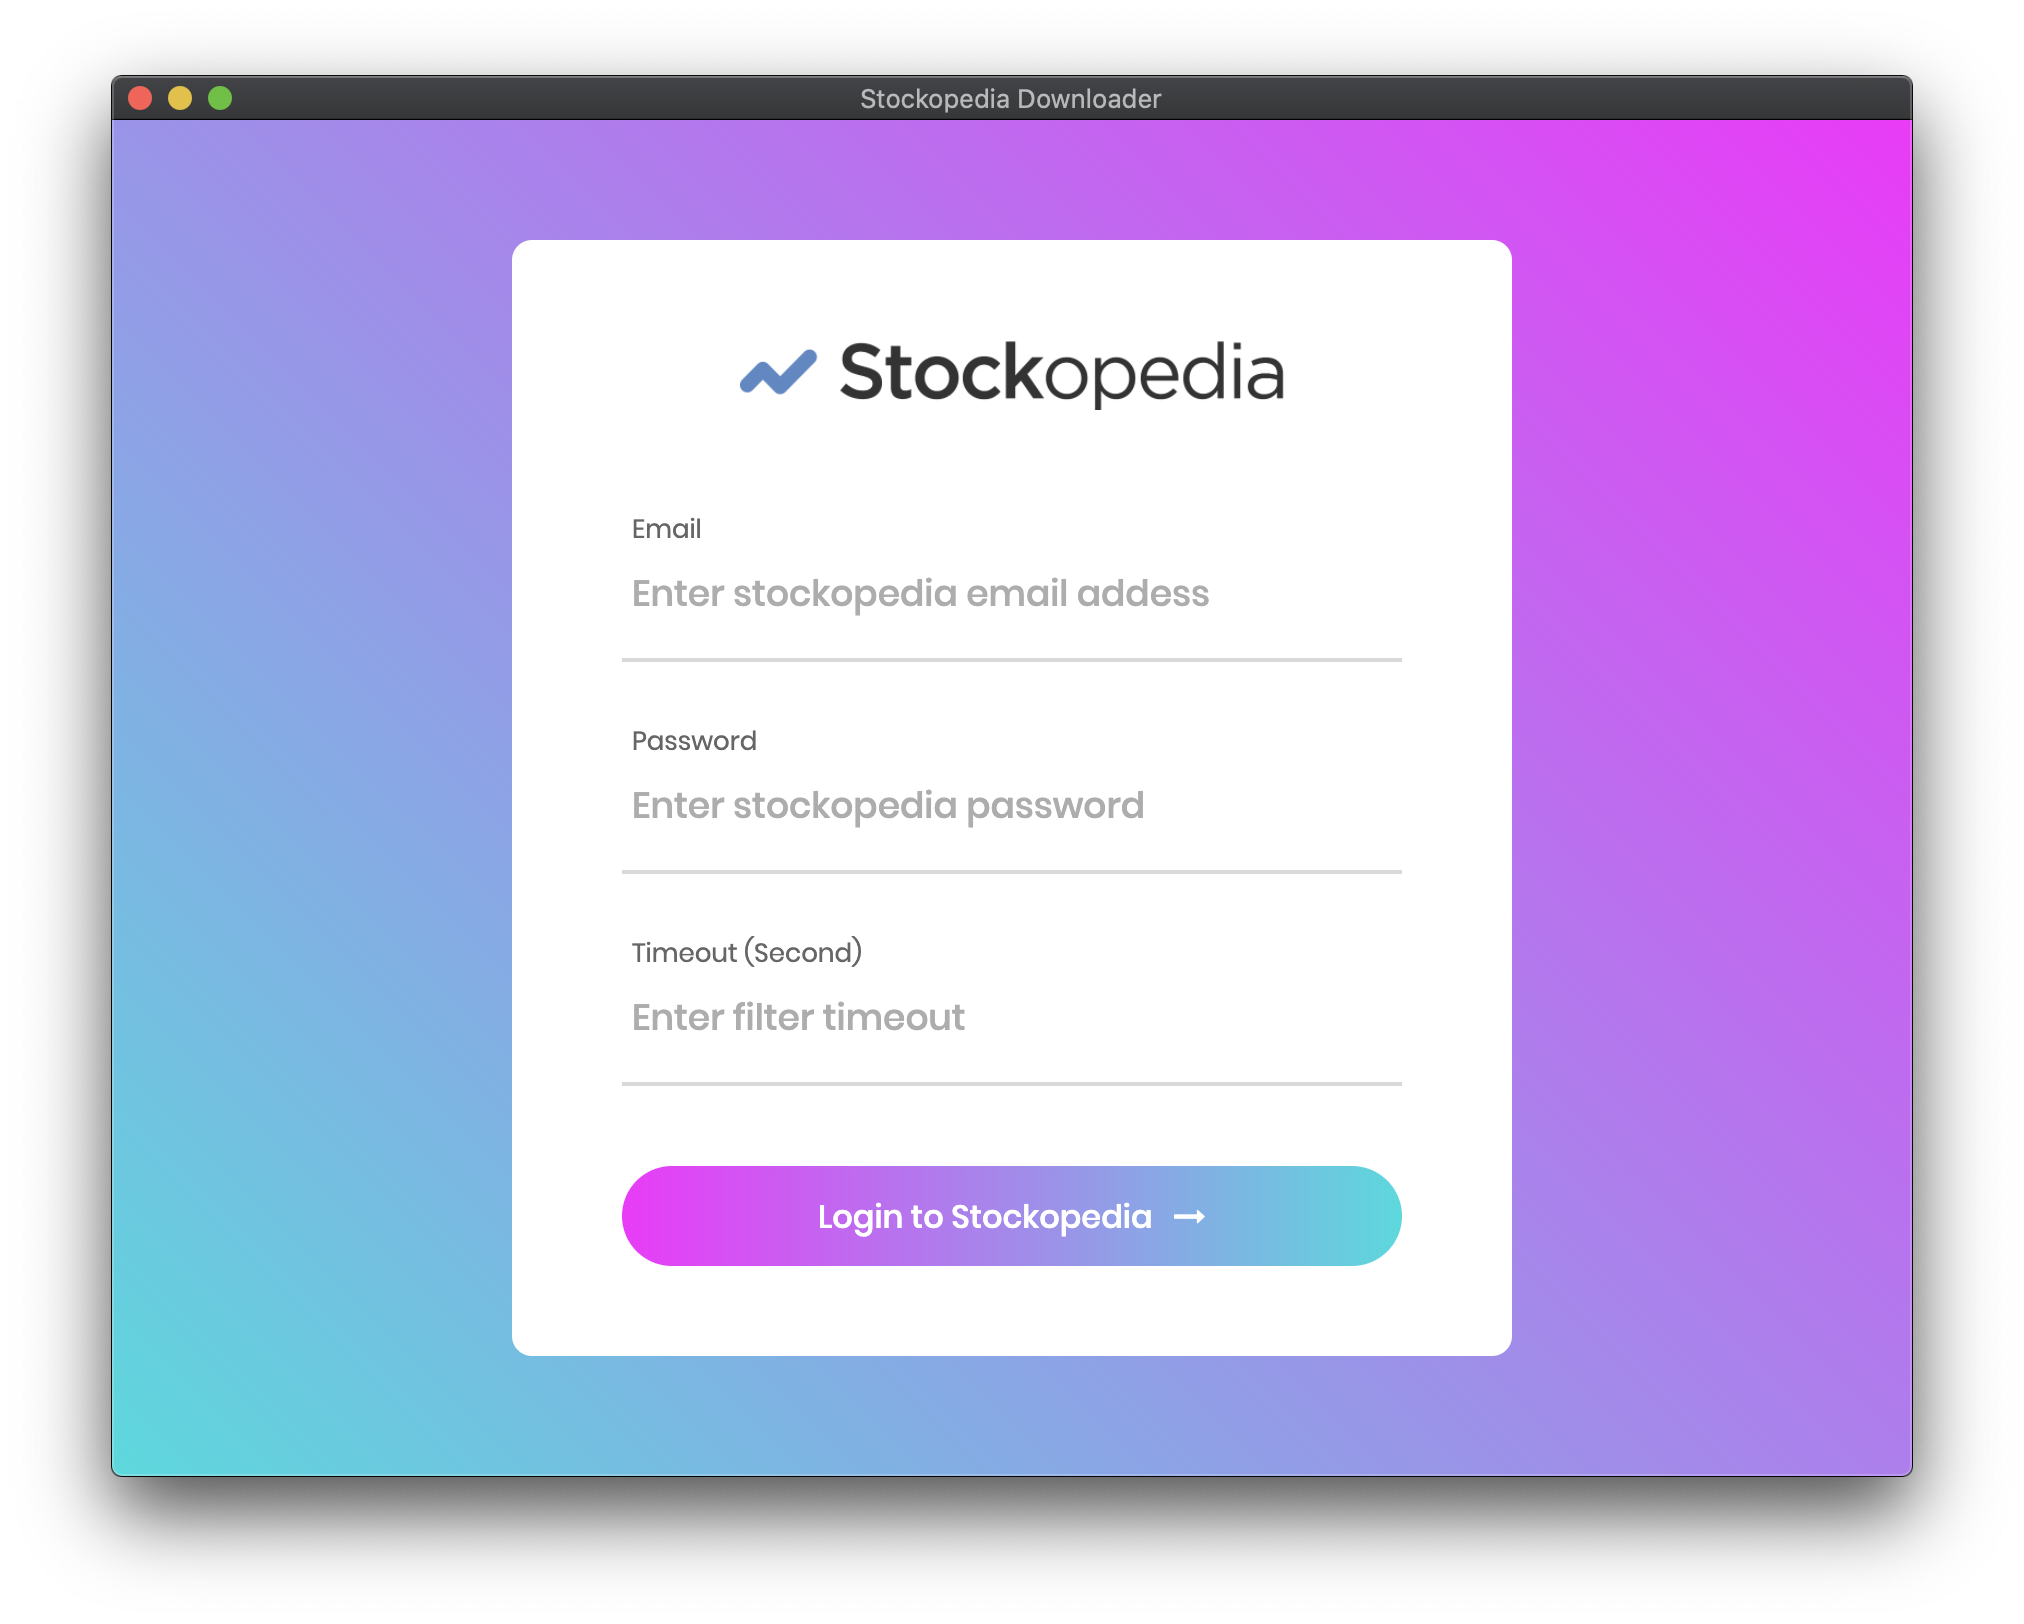 Stockopedia Downloader
Stockopedia
Email
Enter stockopedia email addess
Password
Enter stockopedia password
Timeout (Second)
Enter filter timeout
Login to Stockopedia